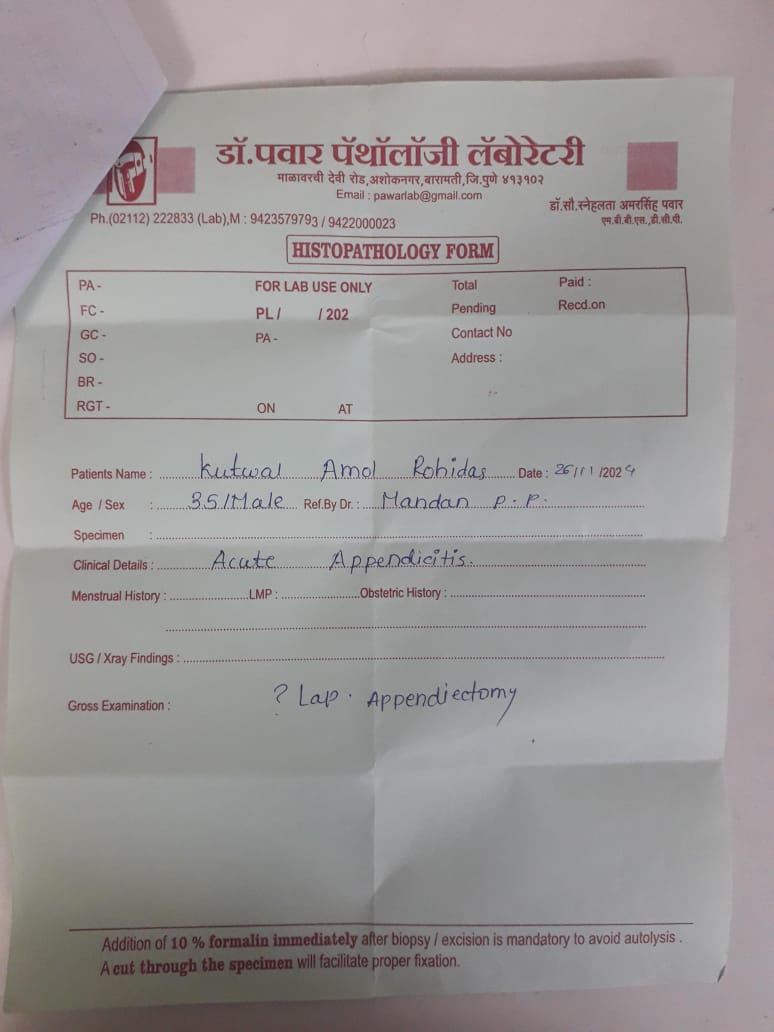 डॉ.पवार पॅथॉलॉजी लॅबोरेटरी
माळावरची देवी रोड,अशोकनगर,बारामती,जि.पुणे ४१३१०२
Email : pawarlab@gmail.com
डॉ.सौ.स्नेहलता अमरसिंह पवार
एम.बी.बी.एस.,डी.सी.पी.
Ph.(02112) 222833 (Lab),M : 9423579793 / 9422000023
HISTOPATHOLOGY FORM
PA - FOR LAB USE ONLY Total Paid :
FC - PL / / 202 Pending Recd.on
GC - PA - Contact No
SO - Address :
BR -
RGT - ON AT
Patients Name : Kutwal Amol Rohidas Date : 26/11/2024
Age / Sex : 35/Male Ref.By Dr. : Mandan P.P.
Specimen :
Clinical Details : Acute Appendicitis.
Menstrual History : LMP : Obstetric History :
USG / Xray Findings :
Gross Examination : ? Lap. Appendiectomy
Addition of 10 % formalin immediately after biopsy / excision is mandatory to avoid autolysis .
A cut through the specimen will facilitate proper fixation.